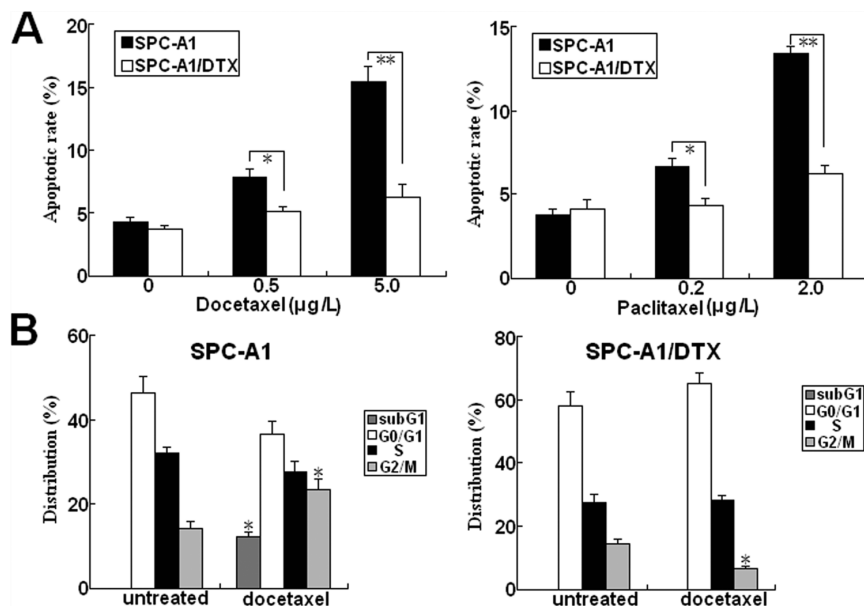 A
SPC-A1
SPC-A1/DTX
Apoptotic rate (%)
20
15
10
5
0
*
**
0 0.5 5.0
Docetaxel (μg/L)
SPC-A1
SPC-A1/DTX
Apoptotic rate (%)
15
10
5
0
*
**
0 0.2 2.0
Paclitaxel (μg/L)
B
SPC-A1
subG1
G0/G1
S
G2/M
Distribution (%)
60
40
20
0
*
*
untreated docetaxel
SPC-A1/DTX
subG1
G0/G1
S
G2/M
Distribution (%)
80
60
40
20
0
*
untreated docetaxel